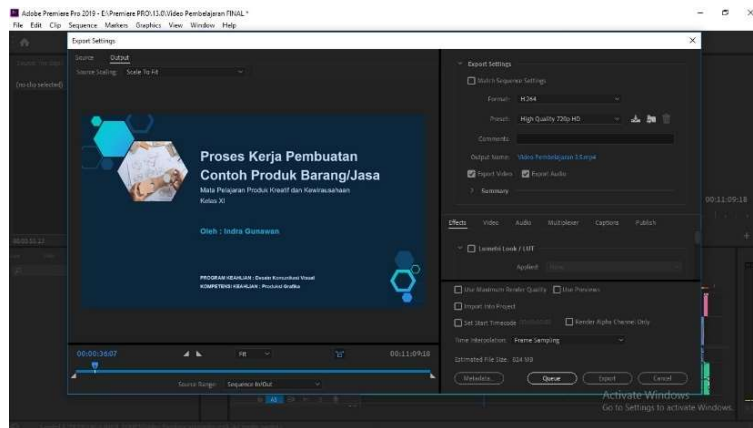 Adobe Premiere Pro 2019 - E:\Premiere PRO\13.0\Video Pembelajaran FINAL *
File Edit Clip Sequence Markers Graphics View Window Help
Export Settings
Source Output
Source Scaling: Scale To Fit
(no clip selected)
Proses Kerja Pembuatan
Contoh Produk Barang/Jasa
Mata Pelajaran Produk Kreatif dan Kewirausahaan
Kelas XI
Oleh : Indra Gunawan
PROGRAM KEAHLIAN : Desain Komunikasi Visual
KOMPETENSI KEAHLIAN : Produksi Grafika
00:00:36:07
Fit
00:11:09:18
Source Range: Sequence In/Out
Export Settings
Match Sequence Settings
Format: H.264
Preset: High Quality 720p HD
Comments:
Output Name:
Export Video Export Audio
Summary
00:11:09:18
Effects Video Audio Multiplexer Captions Publish
Lumetri Look / LUT
Applied: None
Use Maximum Render Quality Use Previews
Import Into Project
Set Start Timecode 00:00:00:00 Render Alpha Channel Only
Time Interpolation: Frame Sampling
Estimated File Size: 824 MB
Metadata... Queue Export Cancel
Activate Windows
Go to Settings to activate Windows.